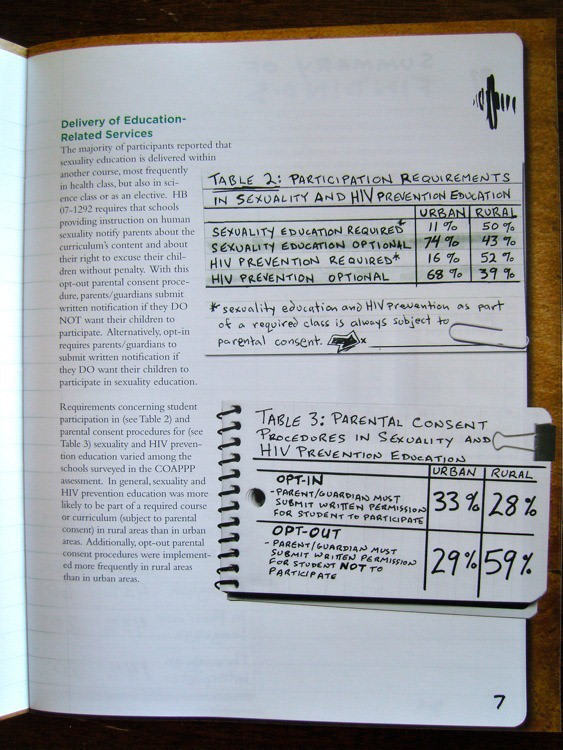 Delivery of Education-
Related Services
The majority of participants reported that
sexuality education is delivered within
another course, most frequently
in health class, but also in sci-
ence class or as an elective. HB
07-1292 requires that schools
providing instruction on human
sexuality notify parents about the
curriculum's content and about
their right to excuse their chil-
dren without penalty. With this
opt-out parental consent proce-
dure, parents/guardians submit
written notification if they DO
NOT want their children to
participate. Alternatively, opt-in
requires parents/guardians to
submit written notification if
they DO want their children to
participate in sexuality education.
Requirements concerning student
participation in (see Table 2) and
parental consent procedures for (see
Table 3) sexuality and HIV preven-
tion education varied among the
schools surveyed in the COAPPP
assessment. In general, sexuality and
HIV prevention education was more
likely to be part of a required course
or curriculum (subject to parental
consent) in rural areas than in urban
areas. Additionally, opt-out parental
consent procedures were implement-
ed more frequently in rural areas
than in urban areas.
TABLE 2: PARTICIPATION REQUIREMENTS
IN SEXUALITY AND HIV PREVENTION EDUCATION
URBAN RURAL
SEXUALITY EDUCATION REQUIRED* 11% 50%
SEXUALITY EDUCATION OPTIONAL 74% 43%
HIV PREVENTION REQUIRED* 16% 52%
HIV PREVENTION OPTIONAL 68% 39%
*sexuality education and HIV prevention as part
of a required class is always subject to
parental consent.
TABLE 3: PARENTAL CONSENT
PROCEDURES IN SEXUALITY AND
HIV PREVENTION EDUCATION
URBAN RURAL
OPT-IN
-PARENT/GUARDIAN MUST
SUBMIT WRITTEN PERMISSION
FOR STUDENT TO PARTICIPATE
33% 28%
OPT-OUT
-PARENT/GUARDIAN MUST
SUBMIT WRITTEN PERMISSION
FOR STUDENT NOT TO
PARTICIPATE
29% 59%
7